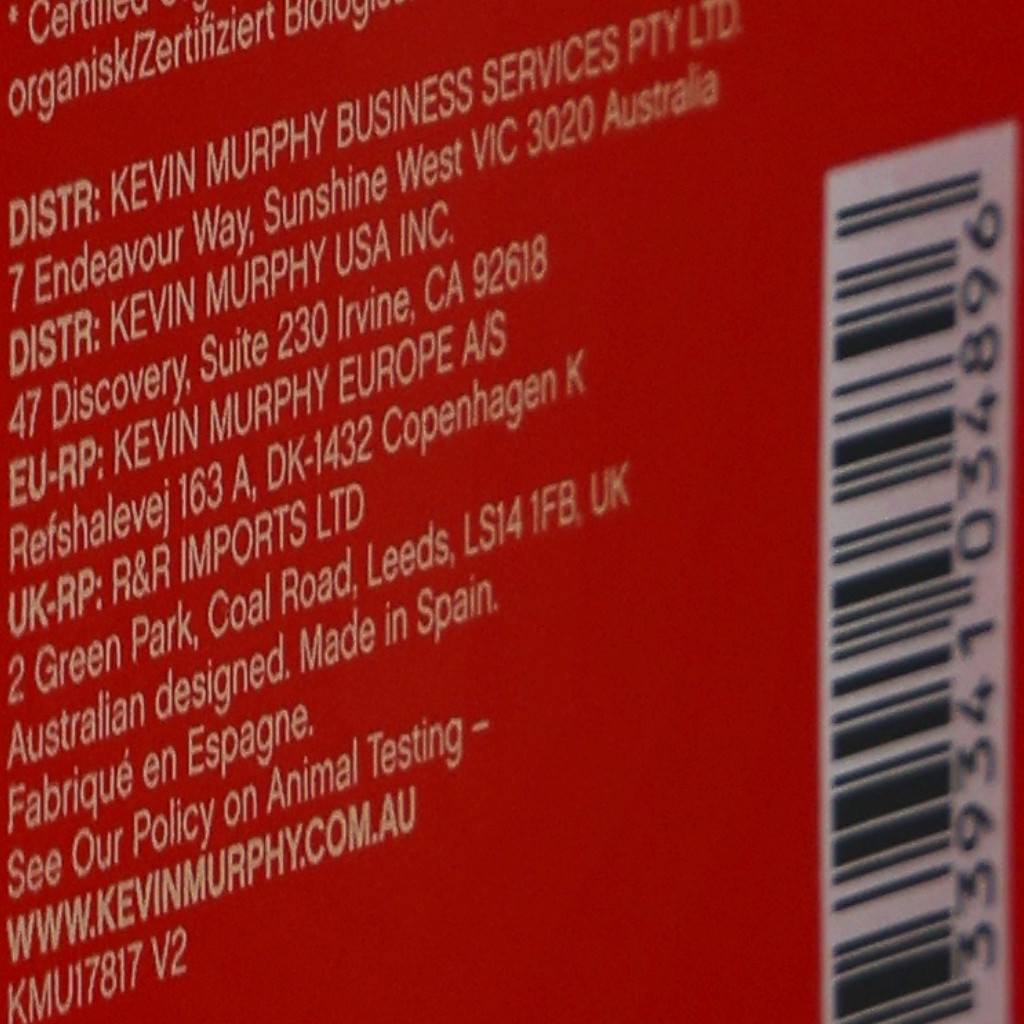 * Certified
organisk/Zertifiziert
DISTR: KEVIN MURPHY BUSINESS SERVICES PTY LTD.
7 Endeavour Way, Sunshine West VIC 3020 Australia
DISTR: KEVIN MURPHY USA INC.
47 Discovery, Suite 230 Irvine, CA 92618
EU-RP: KEVIN MURPHY EUROPE A/S
Refshalevej 163 A, DK-1432 Copenhagen K
UK-RP: R&R IMPORTS LTD
2 Green Park, Coal Road, Leeds, LS14 1FB, UK
Australian designed. Made in Spain.
Fabriqué en Espagne.
See Our Policy on Animal Testing –
WWW.KEVINMURPHY.COM.AU
KMU17817 V2
339341 034896